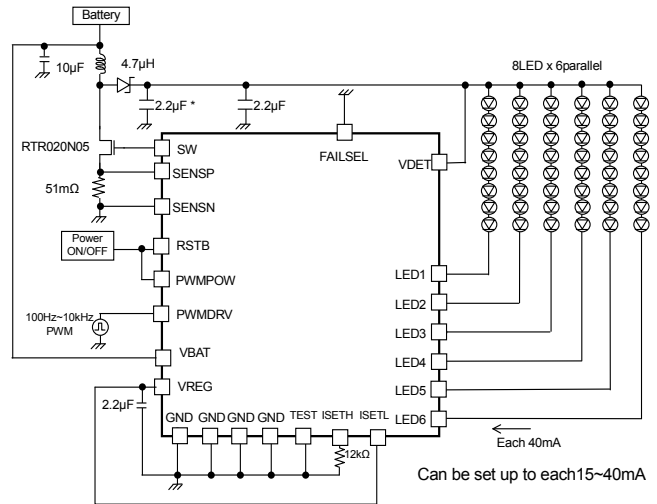 Battery
10µF
4.7µH
8LED x 6parallel
2.2µF *
2.2µF
RTR020N05
SW
FAILSEL
SENSP
VDET
51mΩ
SENSN
Power
ON/OFF
RSTB
PWMPOW
LED1
LED2
100Hz~10kHz
PWM
PWMDRV
LED3
VBAT
LED4
VREG
LED5
2.2µF
GND
GND
GND
GND
TEST
ISETH
ISETL
LED6
Each 40mA
12kΩ
Can be set up to each15~40mA